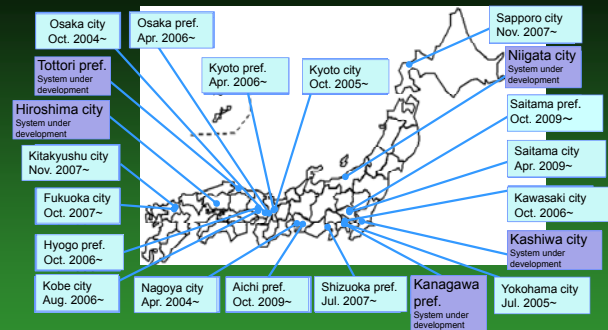 Osaka city
Oct. 2004~
Osaka pref.
Apr. 2006~
Sapporo city
Nov. 2007~
Tottori pref.
System under
development
Kyoto pref.
Apr. 2006~
Kyoto city
Oct. 2005~
Niigata city
System under
development
Hiroshima city
System under
development
Saitama pref.
Oct. 2009~
Kitakyushu city
Nov. 2007~
Saitama city
Apr. 2009~
Fukuoka city
Oct. 2007~
Kawasaki city
Oct. 2006~
Hyogo pref.
Oct. 2006~
Kashiwa city
System under
development
Kobe city
Aug. 2006~
Nagoya city
Apr. 2004~
Aichi pref.
Oct. 2009~
Shizuoka pref.
Jul. 2007~
Kanagawa
pref.
System under
development
Yokohama city
Jul. 2005~